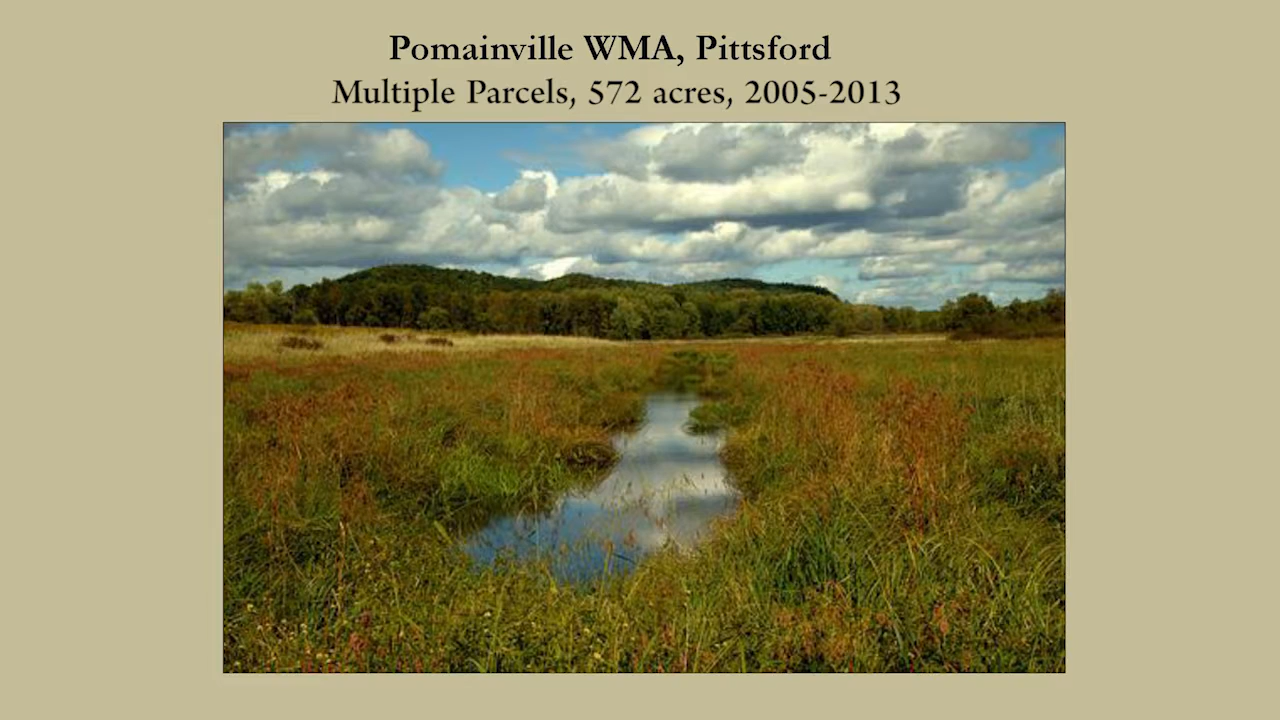 Pomainville WMA, Pittsford
Multiple Parcels, 572 acres, 2005-2013